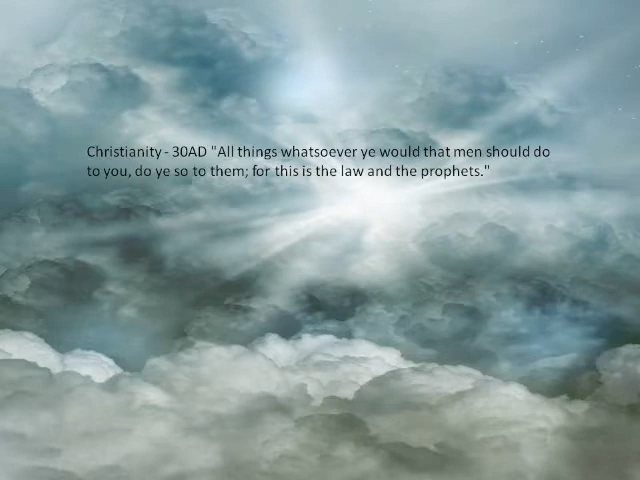 Christianity - 30AD "All things whatsoever ye would that men should do
to you, do ye so to them; for this is the law and the prophets."